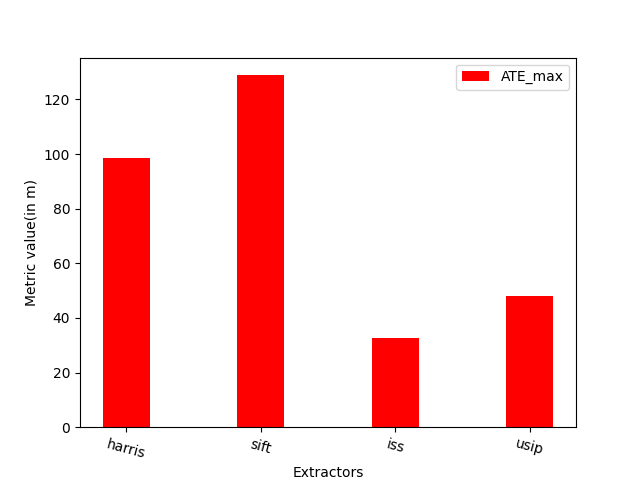 ATE_max
120
100
80
60
40
20
0
Metric value(in m)
harris
sift
iss
usip
Extractors